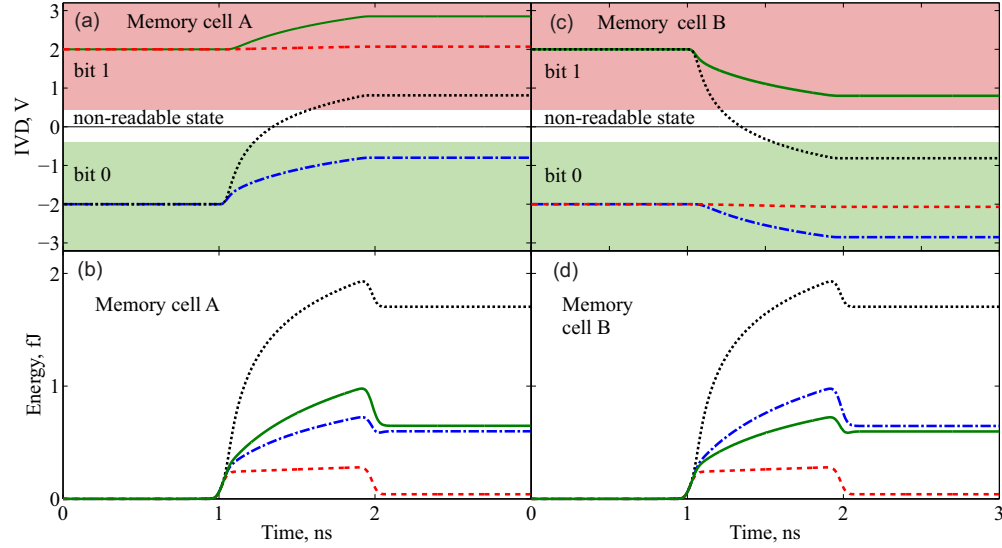 (a) Memory cell A
(c) Memory cell B
3
2
1
0
−1
−2
−3
IVD, V
bit 1
non-readable state
bit 0
bit 1
non-readable state
bit 0
(b)
Memory cell A
(d)
Memory
cell B
2
1
0
Energy, fJ
0 1 2
0 1 2 3
Time, ns
Time, ns